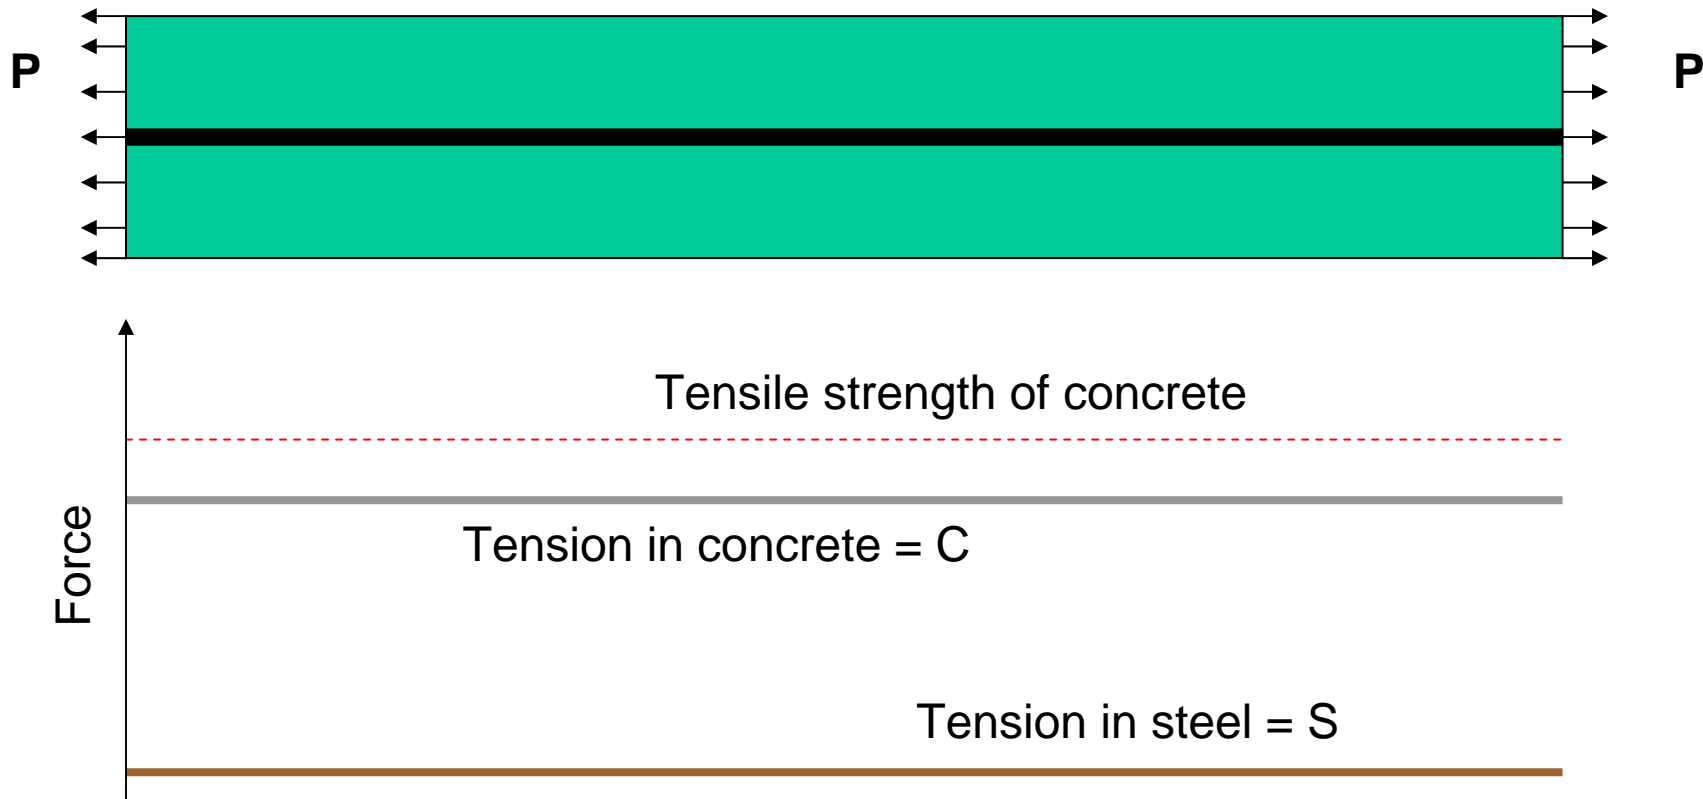 P
P
Tensile strength of concrete
Tension in concrete = C
Force
Tension in steel = S